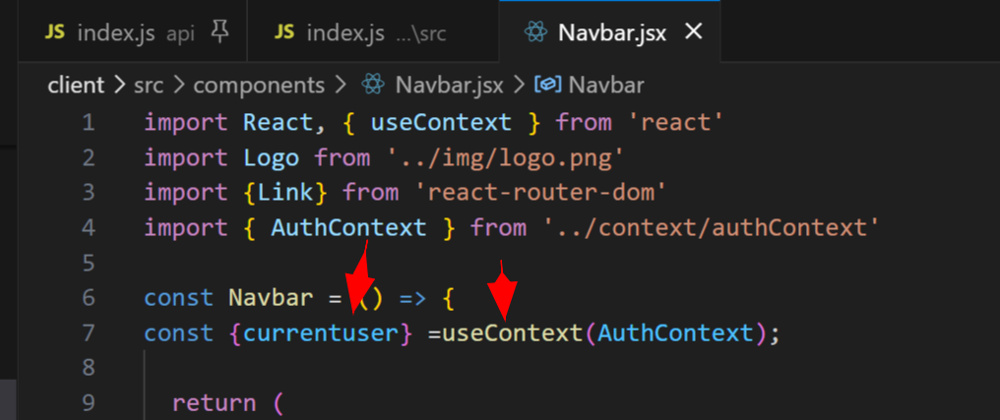 JS index.js api JS index.js ...\src Navbar.jsx
client > src > components > Navbar.jsx > Navbar
1 import React, { useContext } from 'react'
2 import Logo from '../img/logo.png'
3 import {Link} from 'react-router-dom'
4 import { AuthContext } from '../context/authContext'
5
6 const Navbar = () => {
7 const {currentuser} =useContext(AuthContext);
8
9 return (